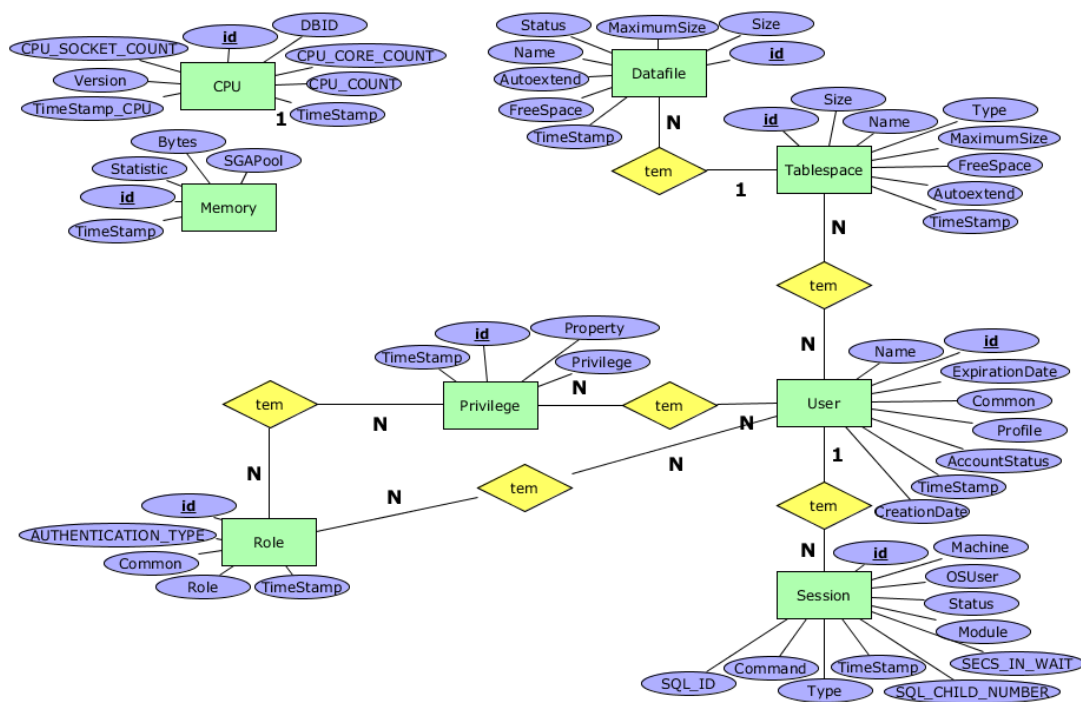 DBID
id
CPU_SOCKET_COUNT
CPU_CORE_COUNT
Version
CPU
CPU_COUNT
TimeStamp_CPU
TimeStamp
1
Bytes
SGAPool
Statistic
id
Memory
TimeStamp
Status
MaximumSize
Size
Name
id
Autoextend
Datafile
FreeSpace
TimeStamp
N
tem
1
Size
Type
id
Name
MaximumSize
Tablespace
FreeSpace
Autoextend
TimeStamp
N
tem
N
id
Property
TimeStamp
Privilege
N
tem
N
Privilege
tem
N
Name
id
ExpirationDate
User
Common
Profile
AccountStatus
TimeStamp
CreationDate
N
N
tem
N
1
tem
N
id
AUTHENTICATION_TYPE
Role
Common
Role
TimeStamp
id
Machine
OSUser
Session
Status
Module
SECS_IN_WAIT
SQL_ID
Command
Type
TimeStamp
SQL_CHILD_NUMBER